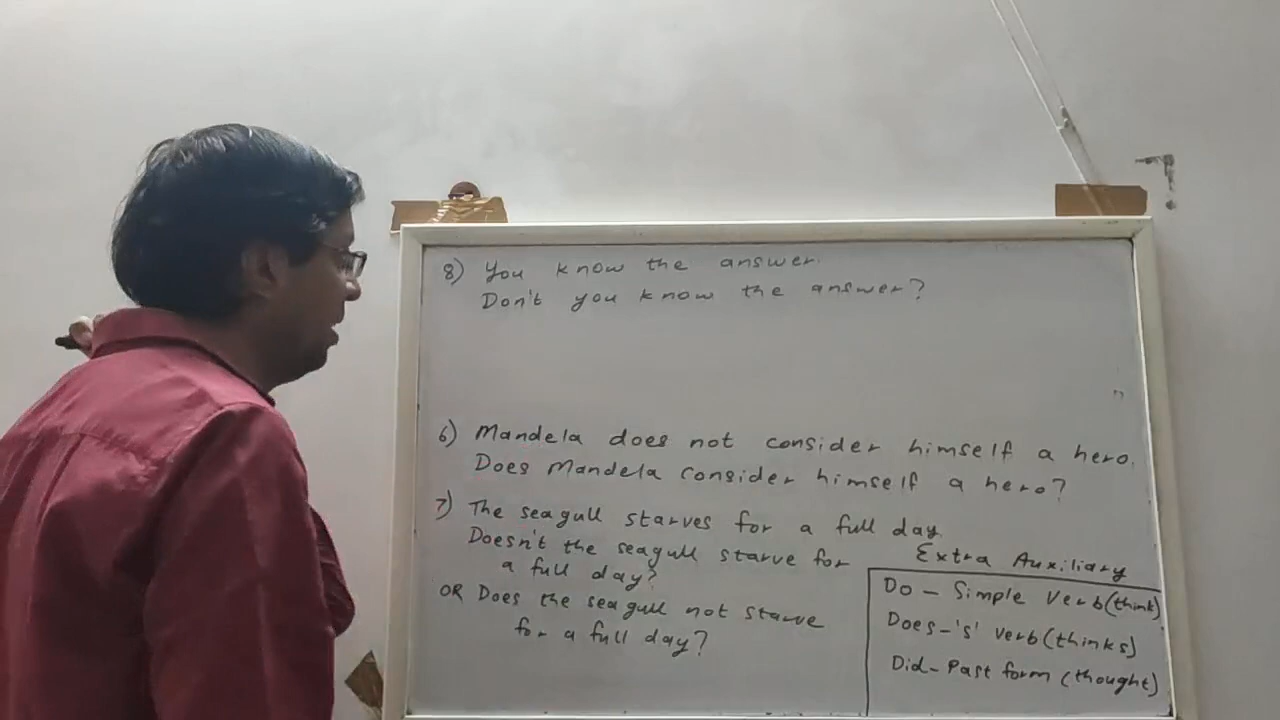 8) You know the answer.
Don't you know the answer?
6) Mandela does not consider himself a hero.
Does Mandela consider himself a hero?
7) The seagull starves for a full day.
Doesn't the seagull starve for
a full day?
OR Does the seagull not starve
for a full day?
Extra Auxiliary
Do - Simple Verb (think)
Does - 's' verb (thinks)
Did - Past form (thought)